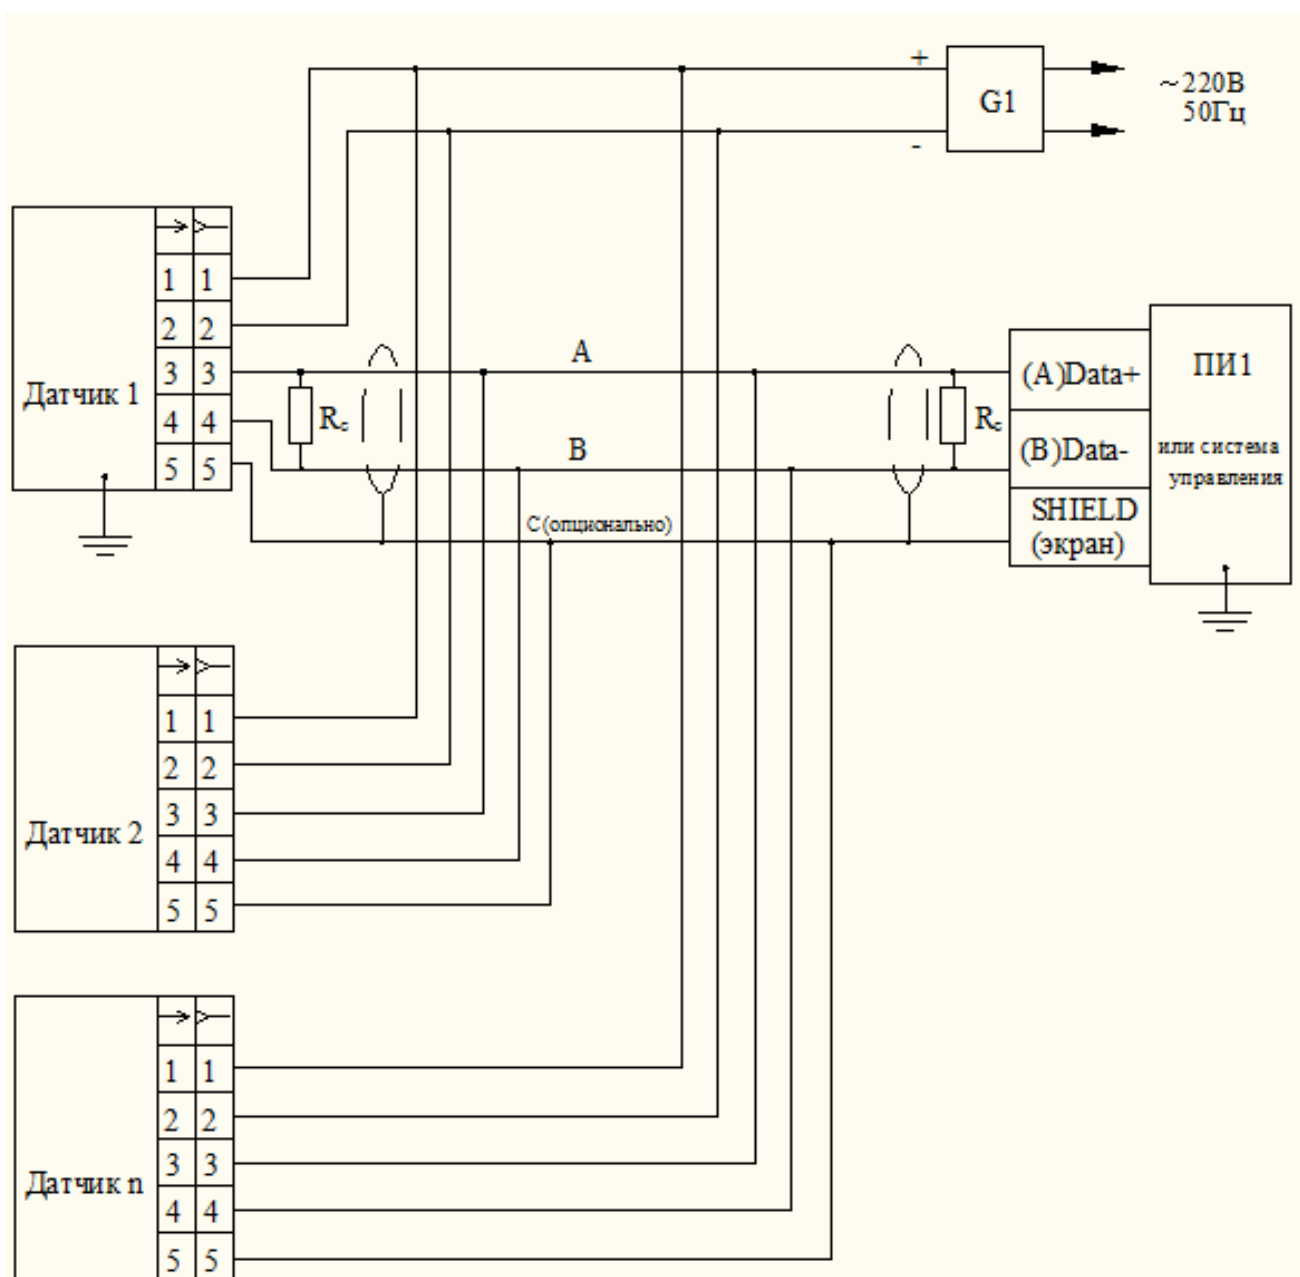 +
G1
-
~220В
50Гц
Датчик 1
1 1
2 2
3 3
4 4
5 5
A
Rc
B
C(опционально)
Rc
(A)Data+
(B)Data-
SHIELD
(экран)
ПИ1
или система
управления
Датчик 2
1 1
2 2
3 3
4 4
5 5
Датчик n
1 1
2 2
3 3
4 4
5 5